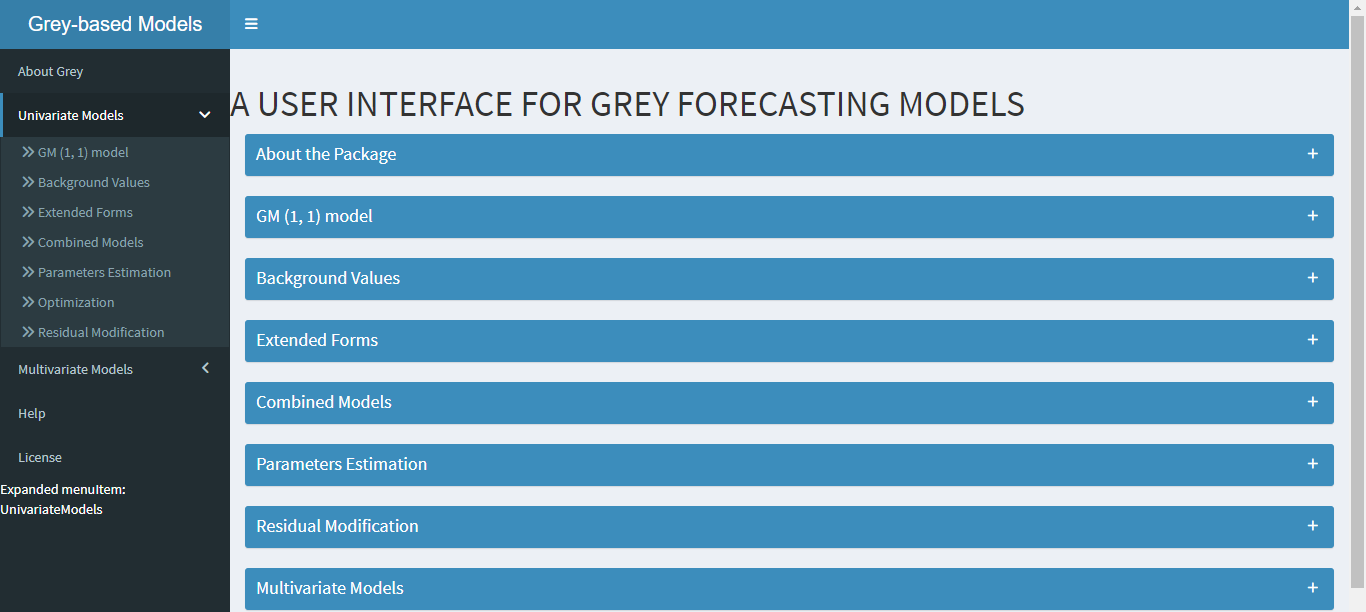 Grey-based Models
About Grey
Univariate Models
GM (1, 1) model
Background Values
Extended Forms
Combined Models
Parameters Estimation
Optimization
Residual Modification
Multivariate Models
Help
License
Expanded menuItem:
UnivariateModels
A USER INTERFACE FOR GREY FORECASTING MODELS
About the Package
GM (1, 1) model
Background Values
Extended Forms
Combined Models
Parameters Estimation
Residual Modification
Multivariate Models